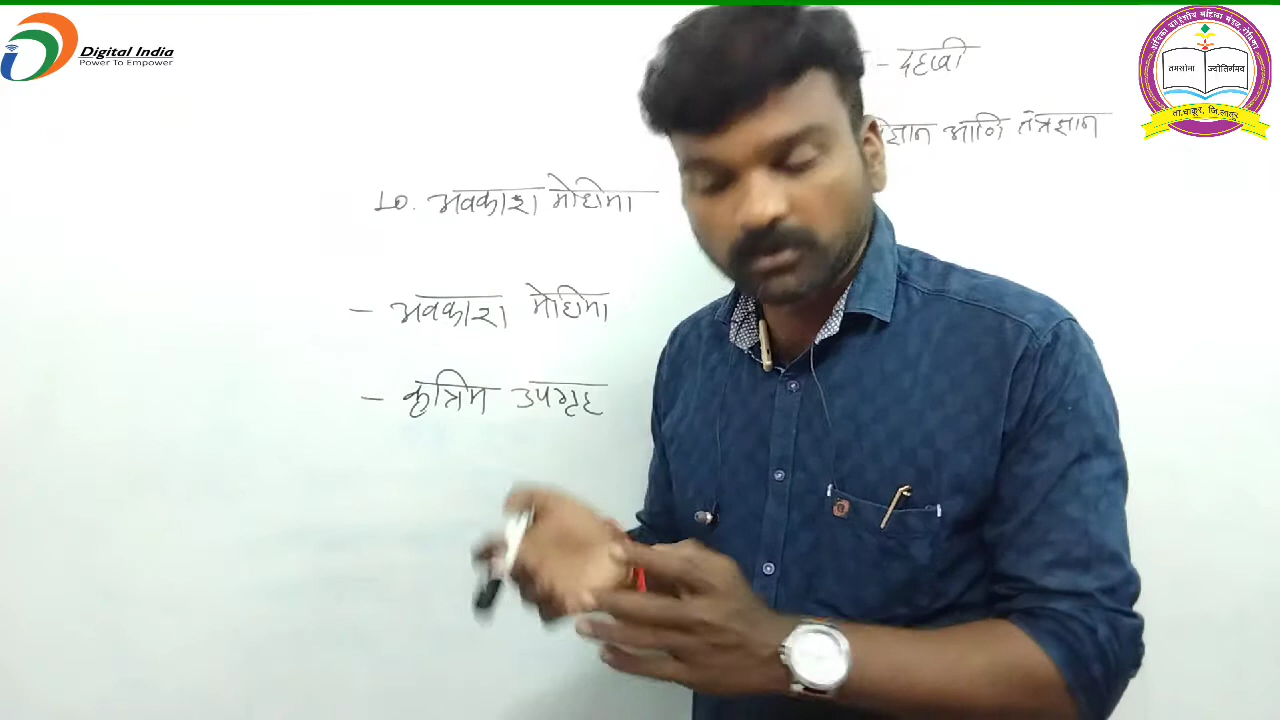 Digital India
Power To Empower
- दहावी
ज्ञान आणि तंत्रज्ञान
10. अवकाश मोहिमा
- अवकाश मोहिमा
- कृत्रिम उपग्रह
तमसोमा ज्योतिर्गमय
ता.चाकूर, जि.लातूर